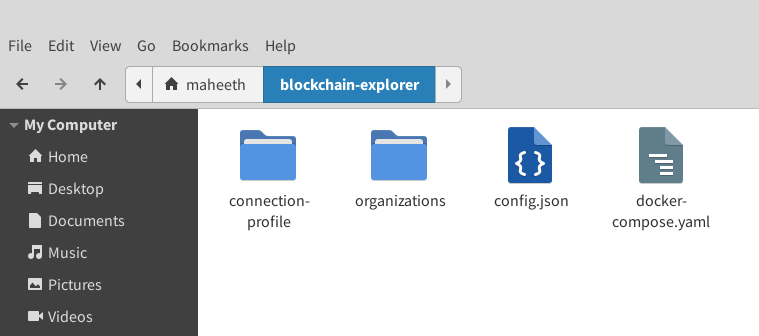 File Edit View Go Bookmarks Help
maheeth blockchain-explorer
My Computer
Home
Desktop
Documents
Music
Pictures
Videos
connection-
profile
organizations
config.json
docker-
compose.yaml